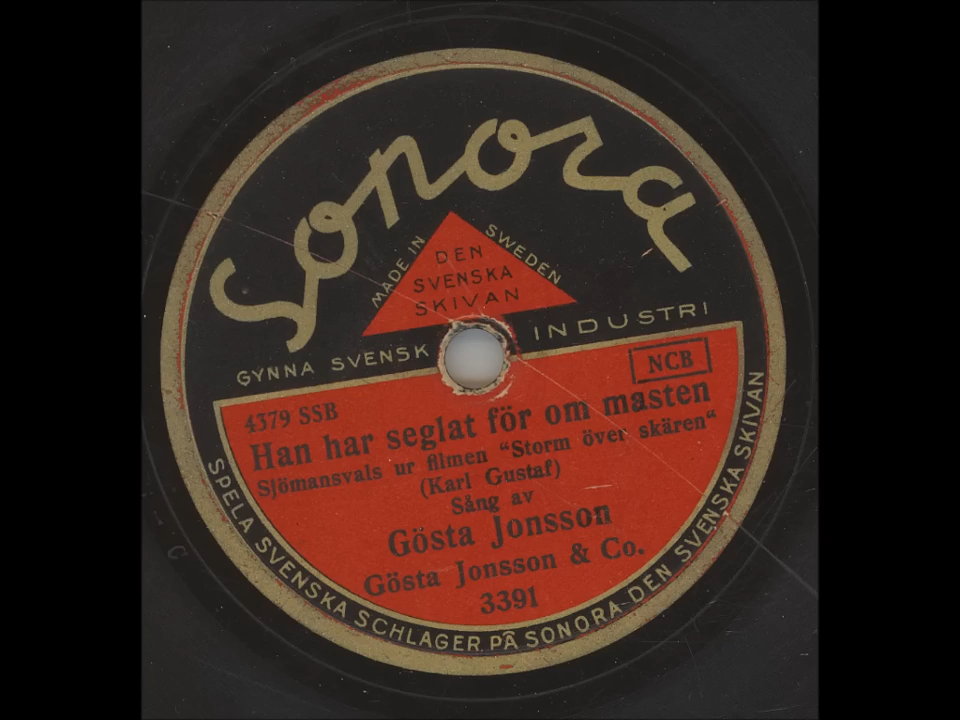 Sonora
MADE IN SWEDEN
DEN
SVENSKA
SKIVAN
GYNNA SVENSK INDUSTRI
NCB
4379 SSB
Han har seglat för om masten
Sjömansvals ur filmen "Storm över skären"
(Karl Gustaf)
Sång av
Gösta Jonsson
Gösta Jonsson & Co.
3391
SPELA SVENSKA SCHLAGER PÅ SONORA-DEN SVENSKA SKIVAN